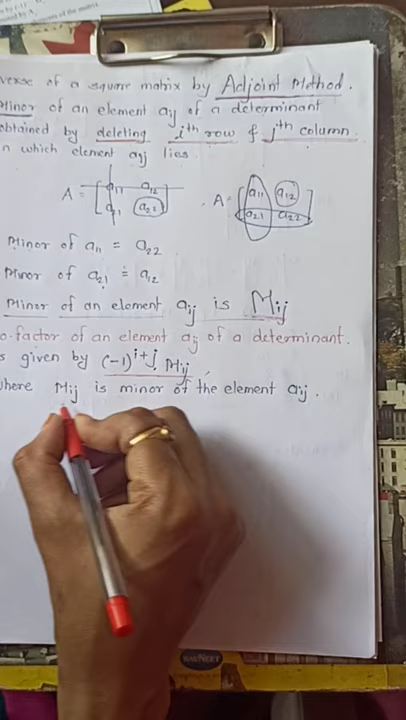 verse of a square matrix by Adjoint Method.
Minor of an element aij of a determinant
obtained by deleting ith row & jth column
n which element aij lies.
A = [ a11 a12 . A = [ a11 a12 ]
a21 a22 ] a21 a22
Minor of a11 = a22
Minor of a21 = a12
Minor of an element aij is Mij
o-factor of an element aij of a determinant.
s given by (-1)^i+j Mij
where Mij is minor of the element aij.
NAVNEET